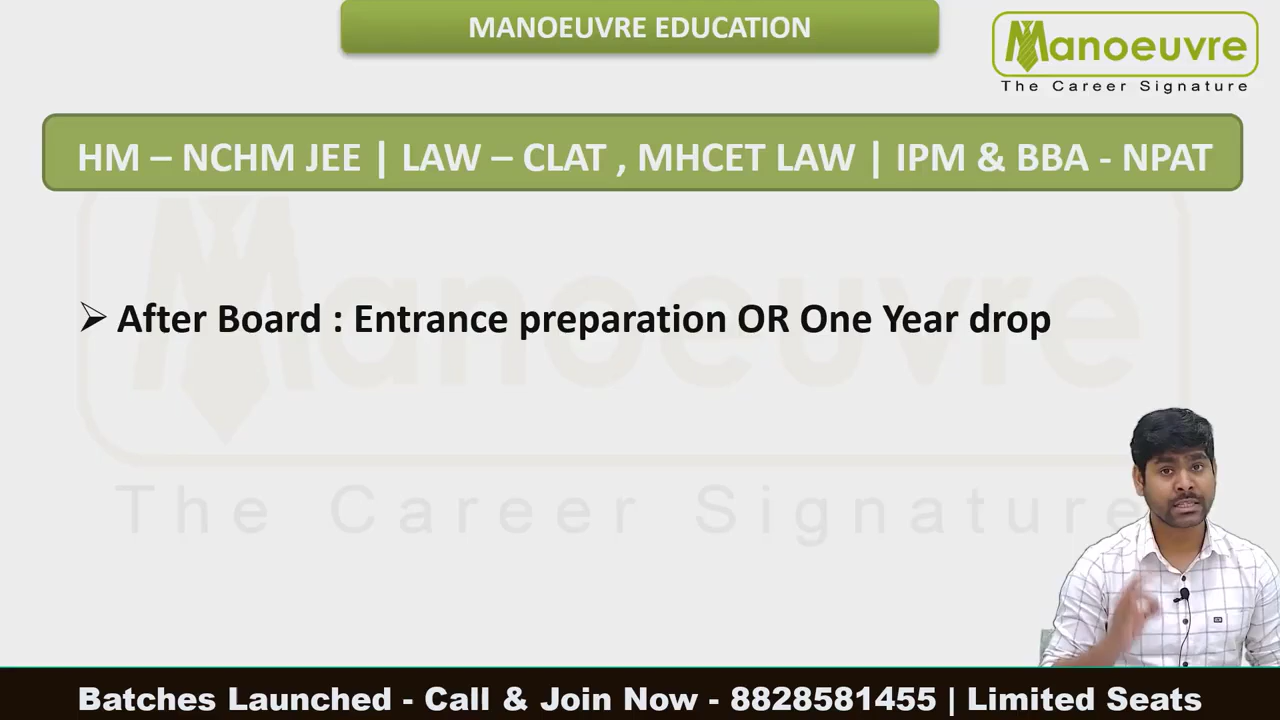 MANOEUVRE EDUCATION
Manoeuvre
The Career Signature
HM – NCHM JEE | LAW – CLAT , MHCET LAW | IPM & BBA - NPAT
➢ After Board : Entrance preparation OR One Year drop
Manoeuvre
The Career Signature
Batches Launched - Call & Join Now - 8828581455 | Limited Seats